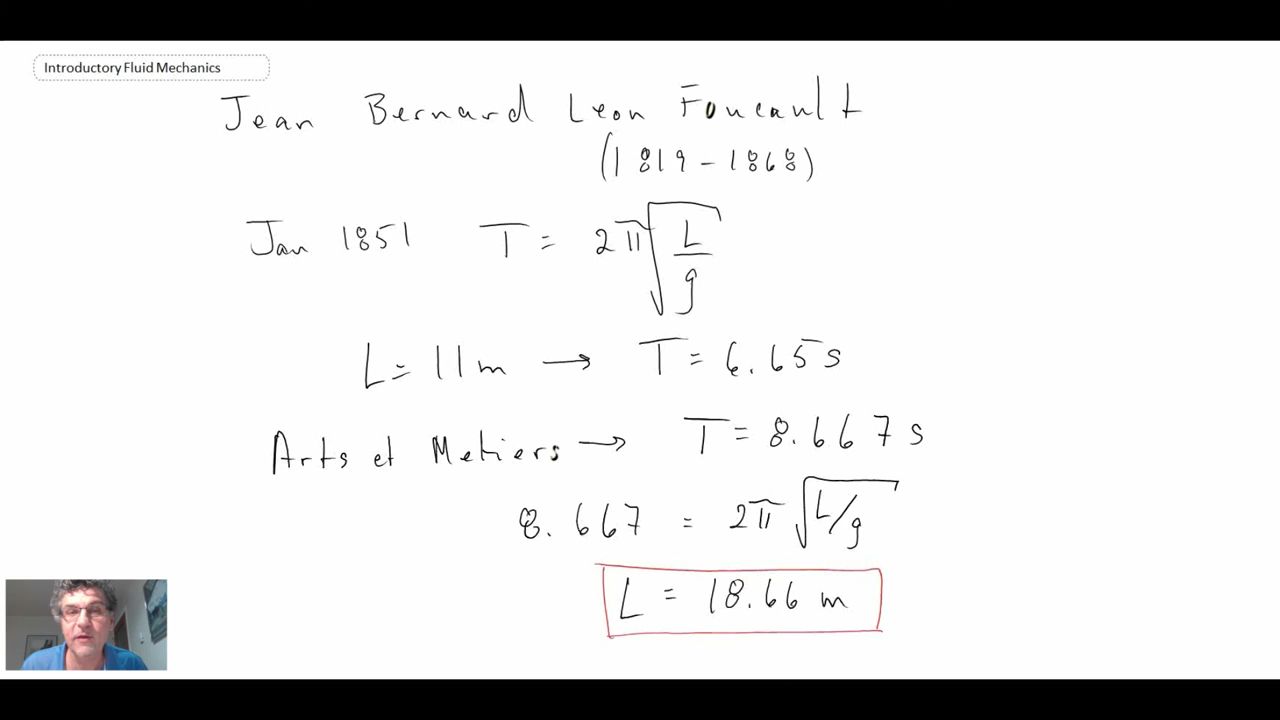 Introductory Fluid Mechanics
Jean Bernard Leon Foucault
(1819 - 1868)
Jan 1851 T = 2π√(L/g)
L = 11m → T = 6.65 s
Arts et Metiers → T = 8.667 s
8.667 = 2π√(L/g)
L = 18.66 m